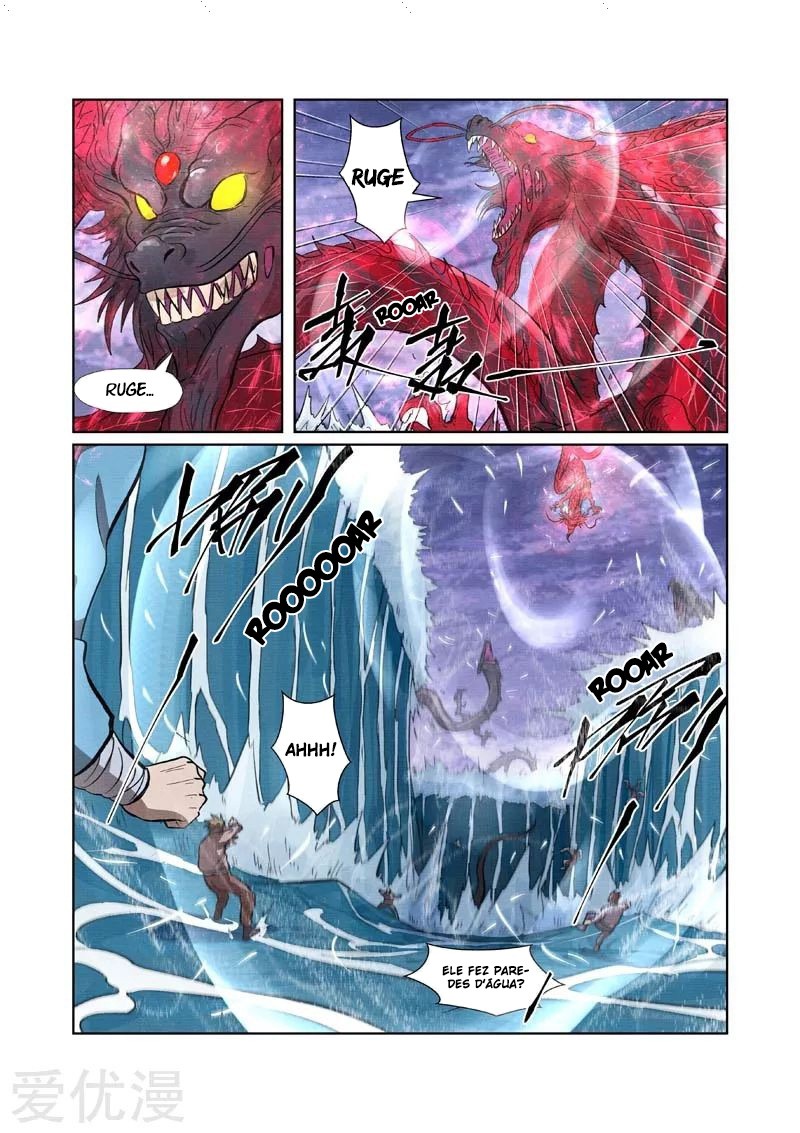 RUGE...
RUGE
ROOAR
ROOOOOAR
ROOAR
AHHH!
ELE FEZ PARE-
DES D'ÁGUA?
爱优漫